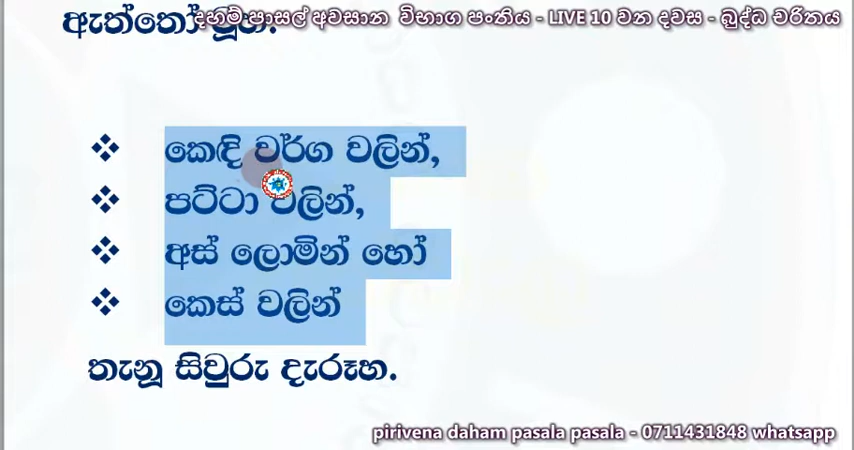 දහම් පාසල් අවසාන විභාග පංතිය - LIVE 10 වන දවස - බුද්ධ චරිතය
ඇත්තෝ වූහ.
❖ කෙඳි වර්ග වලින්,
❖ පට්ටා වලින්,
❖ අස් ලොමින් හෝ
❖ කෙස් වලින්
තැනූ සිවුරු දැරූහ.
pirivena daham pasala pasala - 0711431848 whatsapp